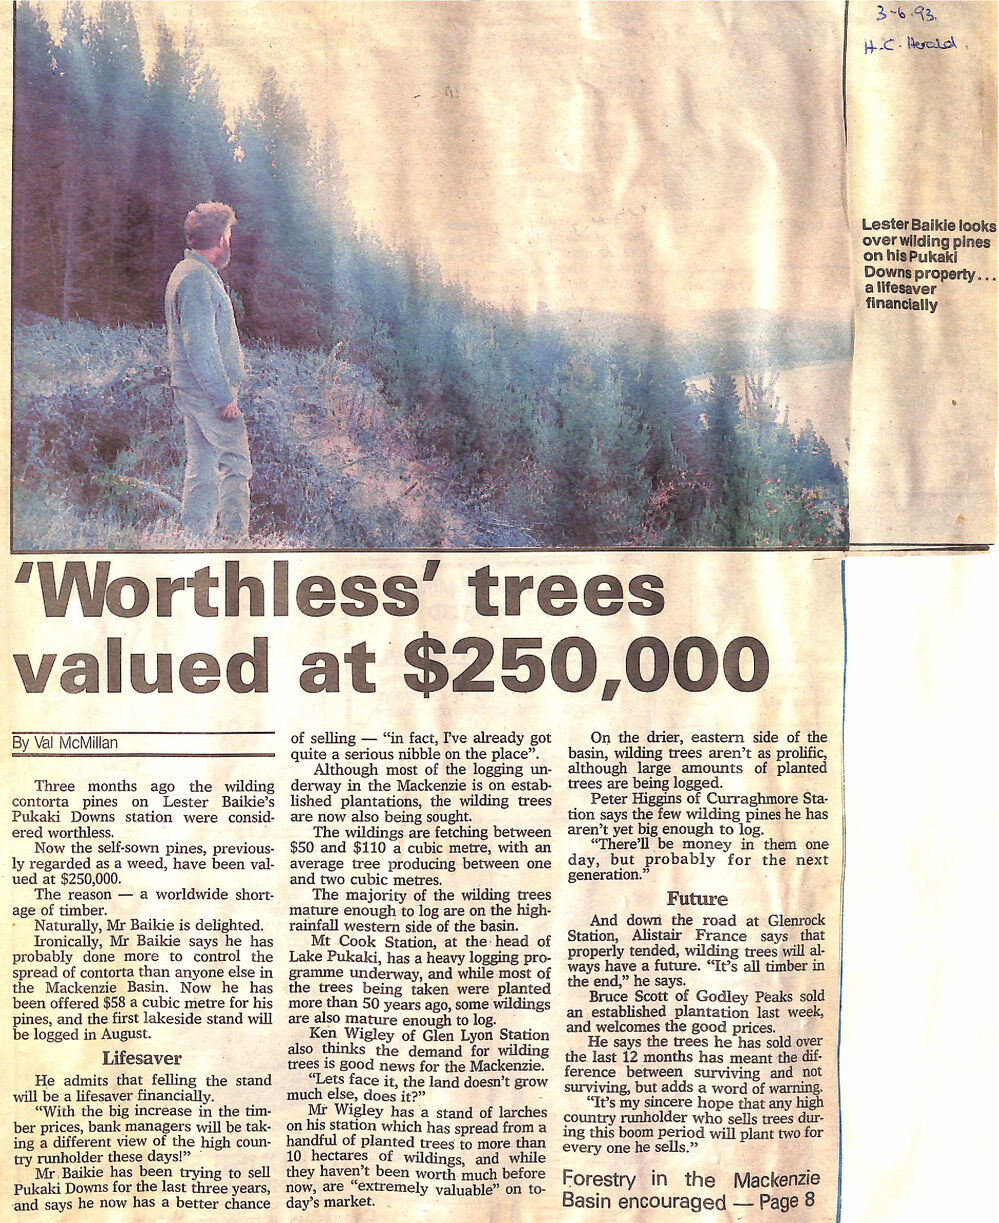 3-6-93.
H.C. Herald.
Lester Baikie looks
over wilding pines
on his Pukaki
Downs property...
a lifesaver
financially
‘Worthless’ trees
valued at $250,000
By Val McMillan
Three months ago the wilding
contorta pines on Lester Baikie’s
Pukaki Downs station were consid-
ered worthless.
Now the self-sown pines, previous-
ly regarded as a weed, have been val-
ued at $250,000.
The reason — a worldwide short-
age of timber.
Naturally, Mr Baikie is delighted.
Ironically, Mr Baikie says he has
probably done more to control the
spread of contorta than anyone else in
the Mackenzie Basin. Now he has
been offered $58 a cubic metre for his
pines, and the first lakeside stand will
be logged in August.
Lifesaver
He admits that felling the stand
will be a lifesaver financially.
“With the big increase in the tim-
ber prices, bank managers will be tak-
ing a different view of the high coun-
try runholder these days!”
Mr Baikie has been trying to sell
Pukaki Downs for the last three years,
and says he now has a better chance
of selling — “in fact, I’ve already got
quite a serious nibble on the place”.
Although most of the logging un-
derway in the Mackenzie is on estab-
lished plantations, the wilding trees
are now also being sought.
The wildings are fetching between
$50 and $110 a cubic metre, with an
average tree producing between one
and two cubic metres.
The majority of the wilding trees
mature enough to log are on the high-
rainfall western side of the basin.
Mt Cook Station, at the head of
Lake Pukaki, has a heavy logging pro-
gramme underway, and while most of
the trees being taken were planted
more than 50 years ago, some wildings
are also mature enough to log.
Ken Wigley of Glen Lyon Station
also thinks the demand for wilding
trees is good news for the Mackenzie.
“Lets face it, the land doesn’t grow
much else, does it?”
Mr Wigley has a stand of larches
on his station which has spread from a
handful of planted trees to more than
10 hectares of wildings, and while
they haven’t been worth much before
now, are “extremely valuable” on to-
day’s market.
On the drier, eastern side of the
basin, wilding trees aren’t as prolific,
although large amounts of planted
trees are being logged.
Peter Higgins of Curraghmore Sta-
tion says the few wilding pines he has
aren’t yet big enough to log.
“There’ll be money in them one
day, but probably for the next
generation.”
Future
And down the road at Glenrock
Station, Alistair France says that
properly tended, wilding trees will al-
ways have a future. “It’s all timber in
the end,” he says.
Bruce Scott of Godley Peaks sold
an established plantation last week,
and welcomes the good prices.
He says the trees he has sold over
the last 12 months has meant the dif-
ference between surviving and not
surviving, but adds a word of warning.
“It’s my sincere hope that any high
country runholder who sells trees dur-
ing this boom period will plant two for
every one he sells.”
Forestry in the Mackenzie
Basin encouraged — Page 8